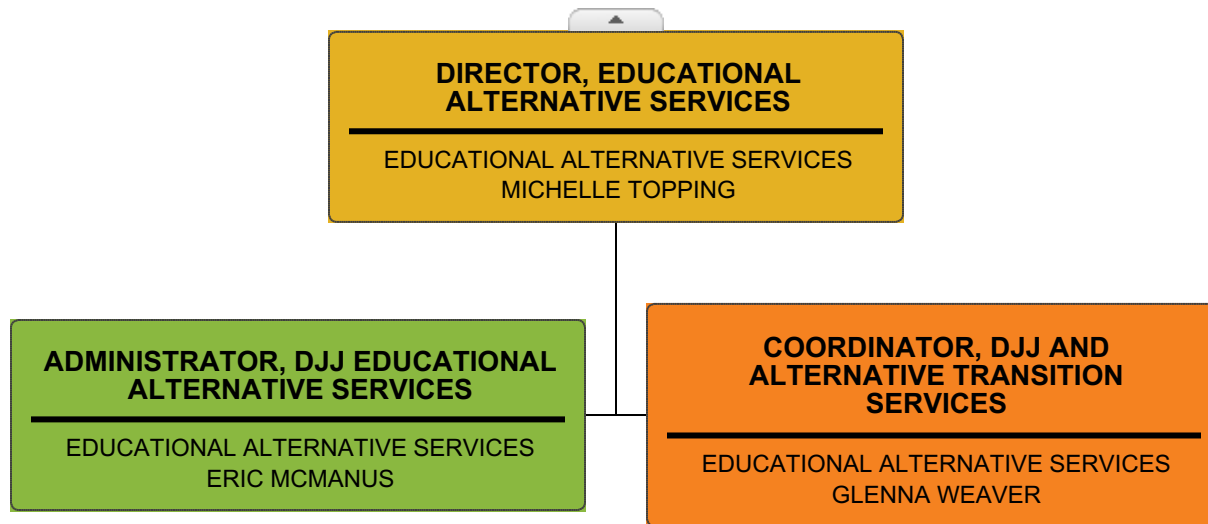 DIRECTOR, EDUCATIONAL
ALTERNATIVE SERVICES
EDUCATIONAL ALTERNATIVE SERVICES
MICHELLE TOPPING
ADMINISTRATOR, DJJ EDUCATIONAL
ALTERNATIVE SERVICES
EDUCATIONAL ALTERNATIVE SERVICES
ERIC MCMANUS
COORDINATOR, DJJ AND
ALTERNATIVE TRANSITION
SERVICES
EDUCATIONAL ALTERNATIVE SERVICES
GLENNA WEAVER